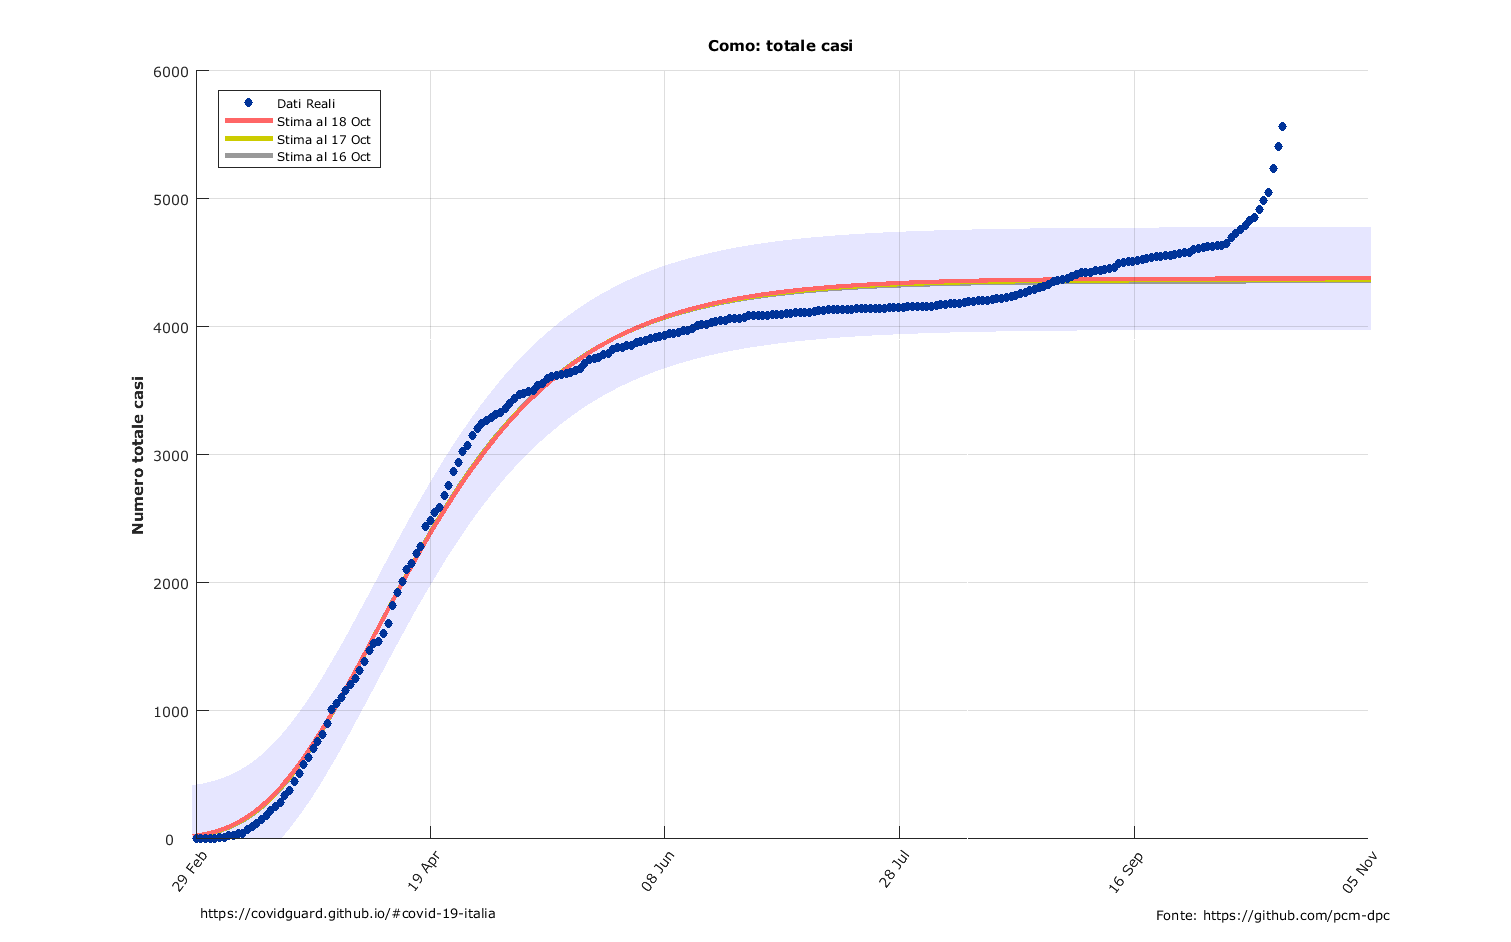 Como: totale casi
6000
5000
4000
3000
2000
1000
0
Numero totale casi
Dati Reali
Stima al 18 Oct
Stima al 17 Oct
Stima al 16 Oct
29 Feb
19 Apr
08 Jun
28 Jul
16 Sep
05 Nov
https://covidguard.github.io/#covid-19-italia
Fonte: https://github.com/pcm-dpc